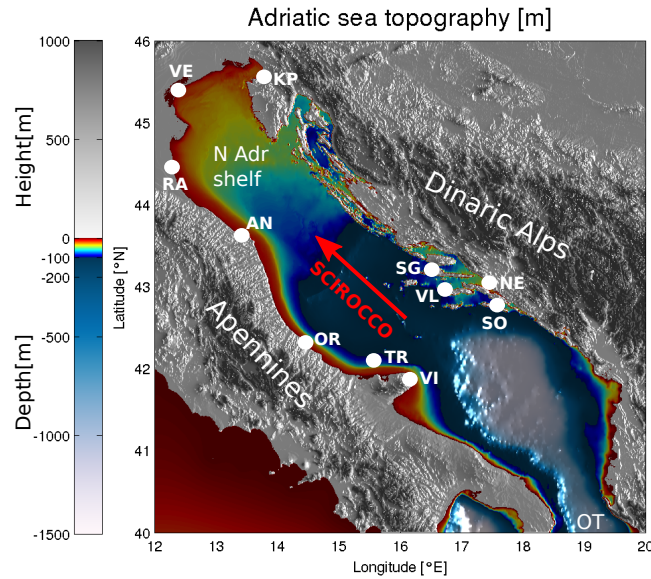 Adriatic sea topography [m]
1000
500
0
-100
-500
-1000
-1500
Height[m]
Depth[m]
Latitude [°N]
46
45
44
43
42
41
40
VE
KP
N Adr
shelf
RA
AN
Dinaric Alps
SCIROCCO
SG
NE
VL
SO
Apennines
OR
TR
VI
OT
12
13
14
15
16
17
18
19
20
Longitude [°E]